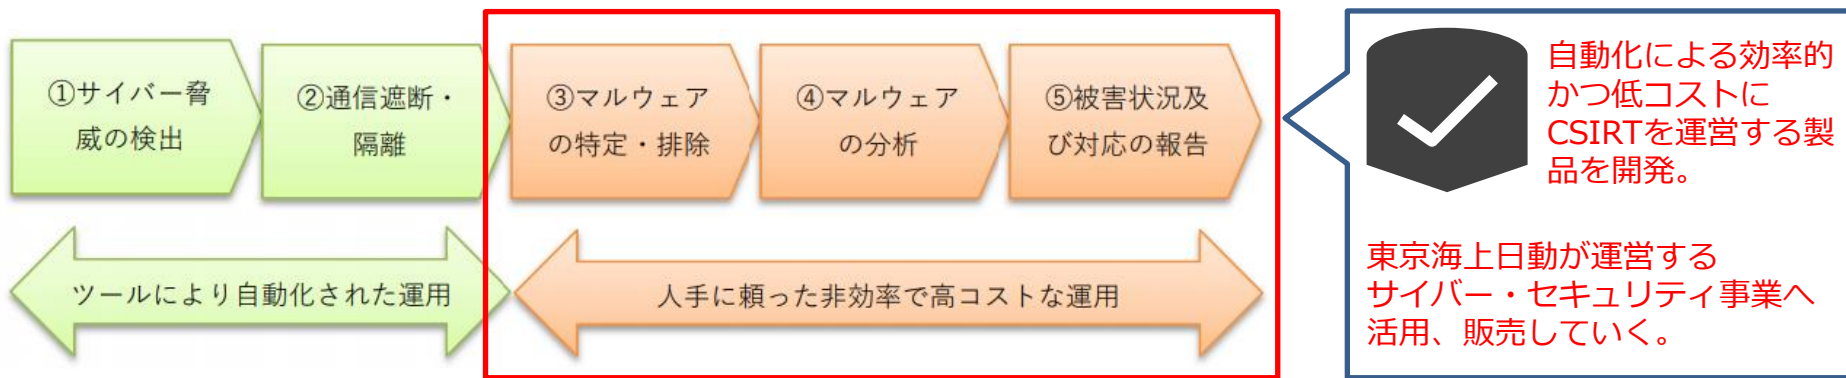 ①サイバー脅
威の検出
②通信遮断・
隔離
③マルウェア
の特定・排除
④マルウェア
の分析
⑤被害状況及
び対応の報告
ツールにより自動化された運用
人手に頼った非効率で高コストな運用
自動化による効率的
かつ低コストに
CSIRTを運営する製
品を開発。
東京海上日動が運営する
サイバー・セキュリティ事業へ
活用、販売していく。